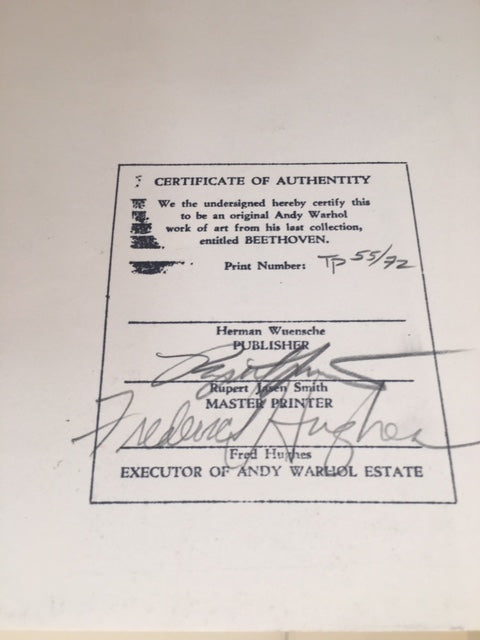 CERTIFICATE OF AUTHENTICITY
We the undersigned hereby certify this
to be an original Andy Warhol
work of art from his last collection,
entitled BEETHOVEN.
Print Number: TP 55/72
Herman Wuensche
PUBLISHER
Rupert Jasen Smith
MASTER PRINTER
Frederick Hughes
Fred Hughes
EXECUTOR OF ANDY WARHOL ESTATE